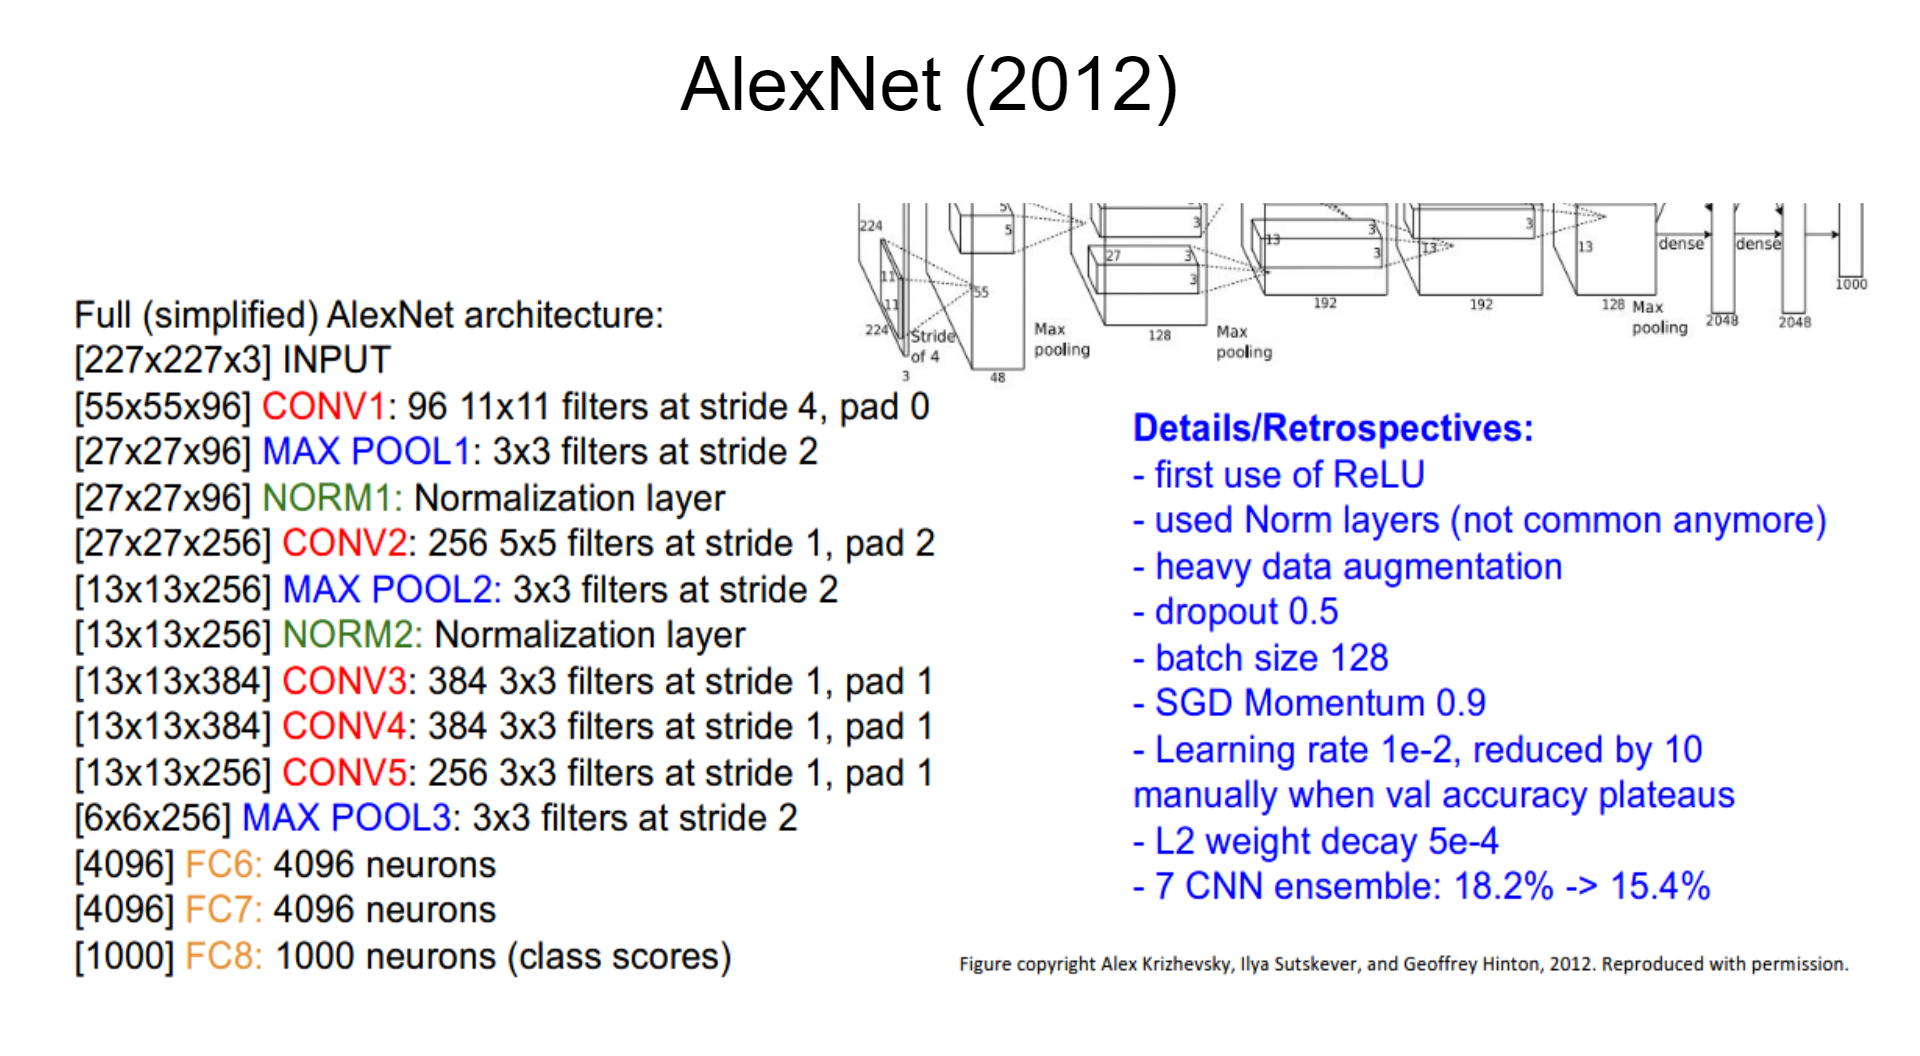 AlexNet (2012)
Full (simplified) AlexNet architecture:
[227x227x3] INPUT
[55x55x96] CONV1: 96 11x11 filters at stride 4, pad 0
[27x27x96] MAX POOL1: 3x3 filters at stride 2
[27x27x96] NORM1: Normalization layer
[27x27x256] CONV2: 256 5x5 filters at stride 1, pad 2
[13x13x256] MAX POOL2: 3x3 filters at stride 2
[13x13x256] NORM2: Normalization layer
[13x13x384] CONV3: 384 3x3 filters at stride 1, pad 1
[13x13x384] CONV4: 384 3x3 filters at stride 1, pad 1
[13x13x256] CONV5: 256 3x3 filters at stride 1, pad 1
[6x6x256] MAX POOL3: 3x3 filters at stride 2
[4096] FC6: 4096 neurons
[4096] FC7: 4096 neurons
[1000] FC8: 1000 neurons (class scores)
224
11
11
224
Stride
of 4
3
5
5
55
48
Max
pooling
3
27
3
3
128
Max
pooling
13
3
3
192
3
13
192
13
128
Max
pooling
dense
2048
dense
2048
1000
Details/Retrospectives:
- first use of ReLU
- used Norm layers (not common anymore)
- heavy data augmentation
- dropout 0.5
- batch size 128
- SGD Momentum 0.9
- Learning rate 1e-2, reduced by 10
manually when val accuracy plateaus
- L2 weight decay 5e-4
- 7 CNN ensemble: 18.2% -> 15.4%
Figure copyright Alex Krizhevsky, Ilya Sutskever, and Geoffrey Hinton, 2012. Reproduced with permission.